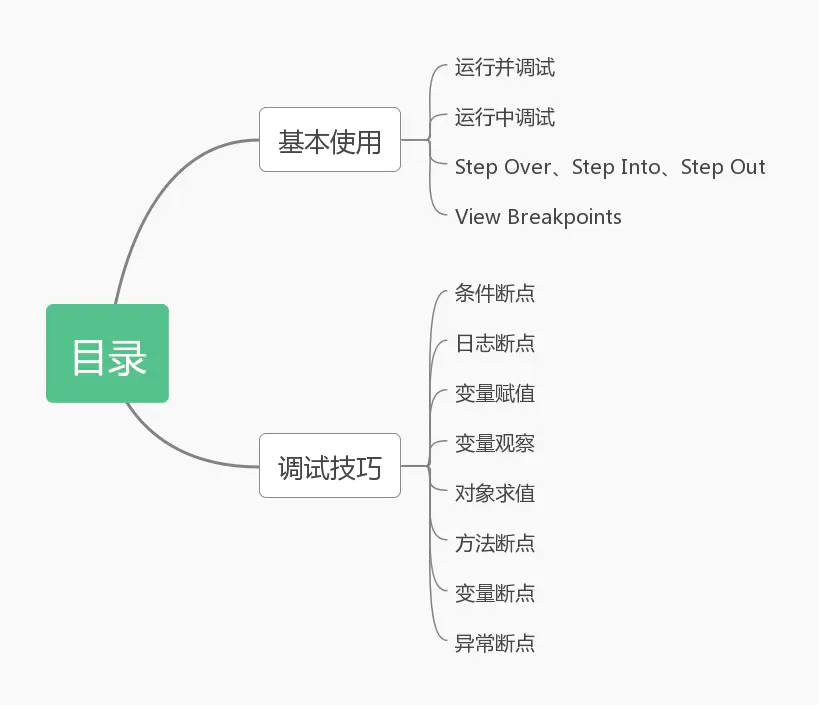 目录
基本使用
运行并调试
运行中调试
Step Over、Step Into、Step Out
View Breakpoints
调试技巧
条件断点
日志断点
变量赋值
变量观察
对象求值
方法断点
变量断点
异常断点